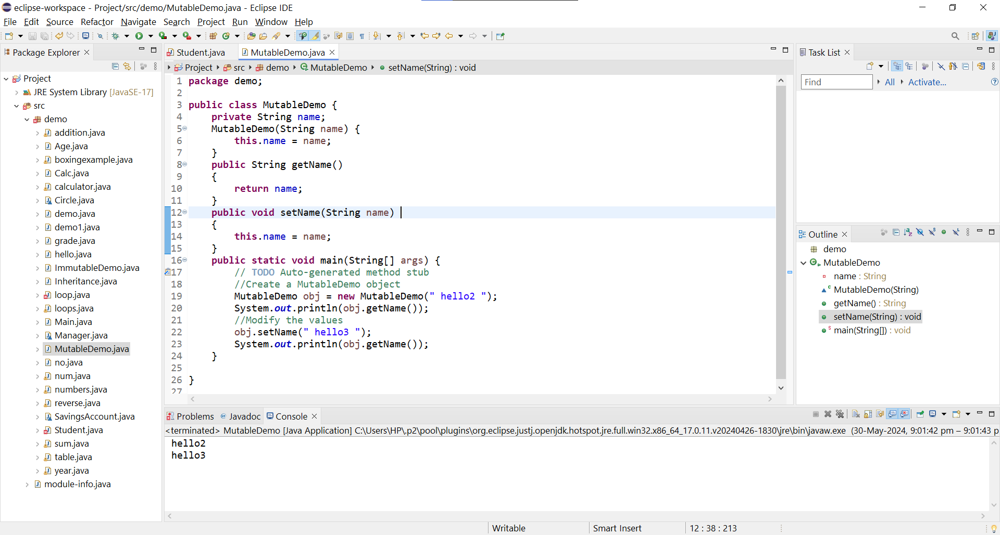 eclipse-workspace - Project/src/demo/MutableDemo.java - Eclipse IDE
File Edit Source Refactor Navigate Search Project Run Window Help
Package Explorer
Project
JRE System Library [JavaSE-17]
src
demo
addition.java
Age.java
boxingexample.java
Calc.java
calculator.java
Circle.java
demo.java
demo1.java
grade.java
hello.java
ImmutableDemo.java
Inheritance.java
loop.java
loops.java
Main.java
Manager.java
MutableDemo.java
no.java
num.java
numbers.java
reverse.java
SavingsAccount.java
Student.java
sum.java
table.java
year.java
module-info.java
Student.java MutableDemo.java
Project src demo MutableDemo setName(String) : void
1 package demo;
2
3 public class MutableDemo {
4 private String name;
5 MutableDemo(String name) {
6 this.name = name;
7 }
8 public String getName()
9 {
10 return name;
11 }
12 public void setName(String name)
13 {
14 this.name = name;
15 }
16 public static void main(String[] args) {
17 // TODO Auto-generated method stub
18 //Create a MutableDemo object
19 MutableDemo obj = new MutableDemo(" hello2 ");
20 System.out.println(obj.getName());
21 //Modify the values
22 obj.setName(" hello3 ");
23 System.out.println(obj.getName());
24 }
25
26 }
27
Task List
Find All Activate...
Outline
demo
MutableDemo
name : String
MutableDemo(String)
getName() : String
setName(String) : void
main(String[]) : void
Problems Javadoc Console
<terminated> MutableDemo [Java Application] C:\Users\HP\.p2\pool\plugins\org.eclipse.justj.openjdk.hotspot.jre.full.win32.x86_64_17.0.11.v20240426-1830\jre\bin\javaw.exe (30-May-2024, 9:01:42 pm – 9:01:43 p
hello2
hello3
Writable Smart Insert 12 : 38 : 213